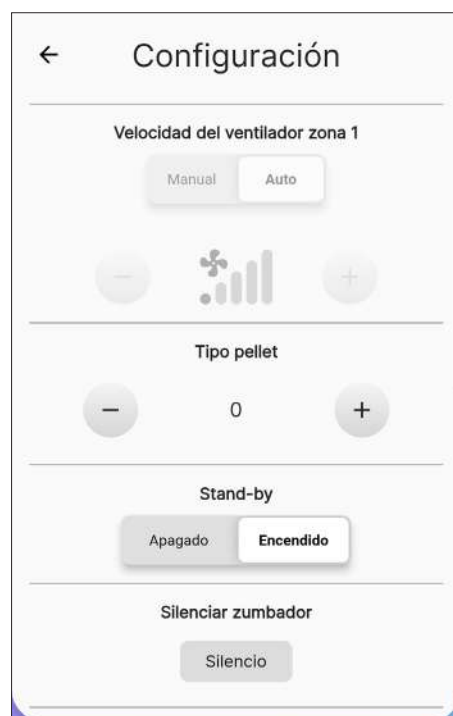 Configuración
Velocidad del ventilador zona 1
Manual Auto
Tipo pellet
0
Stand-by
Apagado Encendido
Silenciar zumbador
Silencio